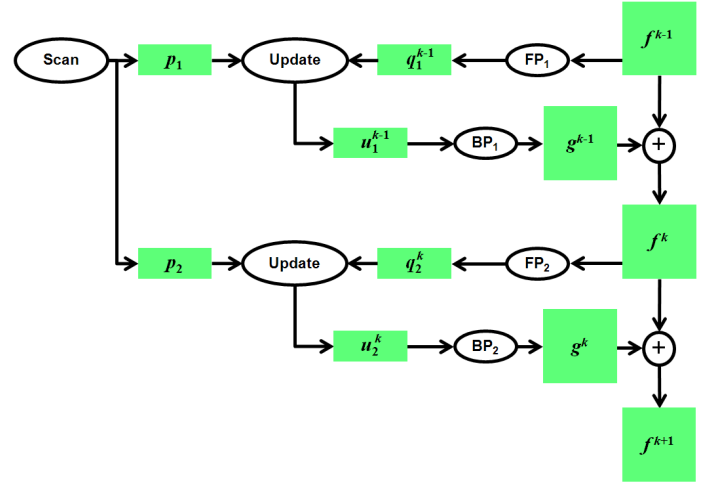 Scan
p₁
Update
q₁ᵏ⁻¹
FP₁
fᵏ⁻¹
u₁ᵏ⁻¹
BP₁
gᵏ⁻¹
+
p₂
Update
q₂ᵏ
FP₂
fᵏ
u₂ᵏ
BP₂
gᵏ
+
fᵏ⁺¹